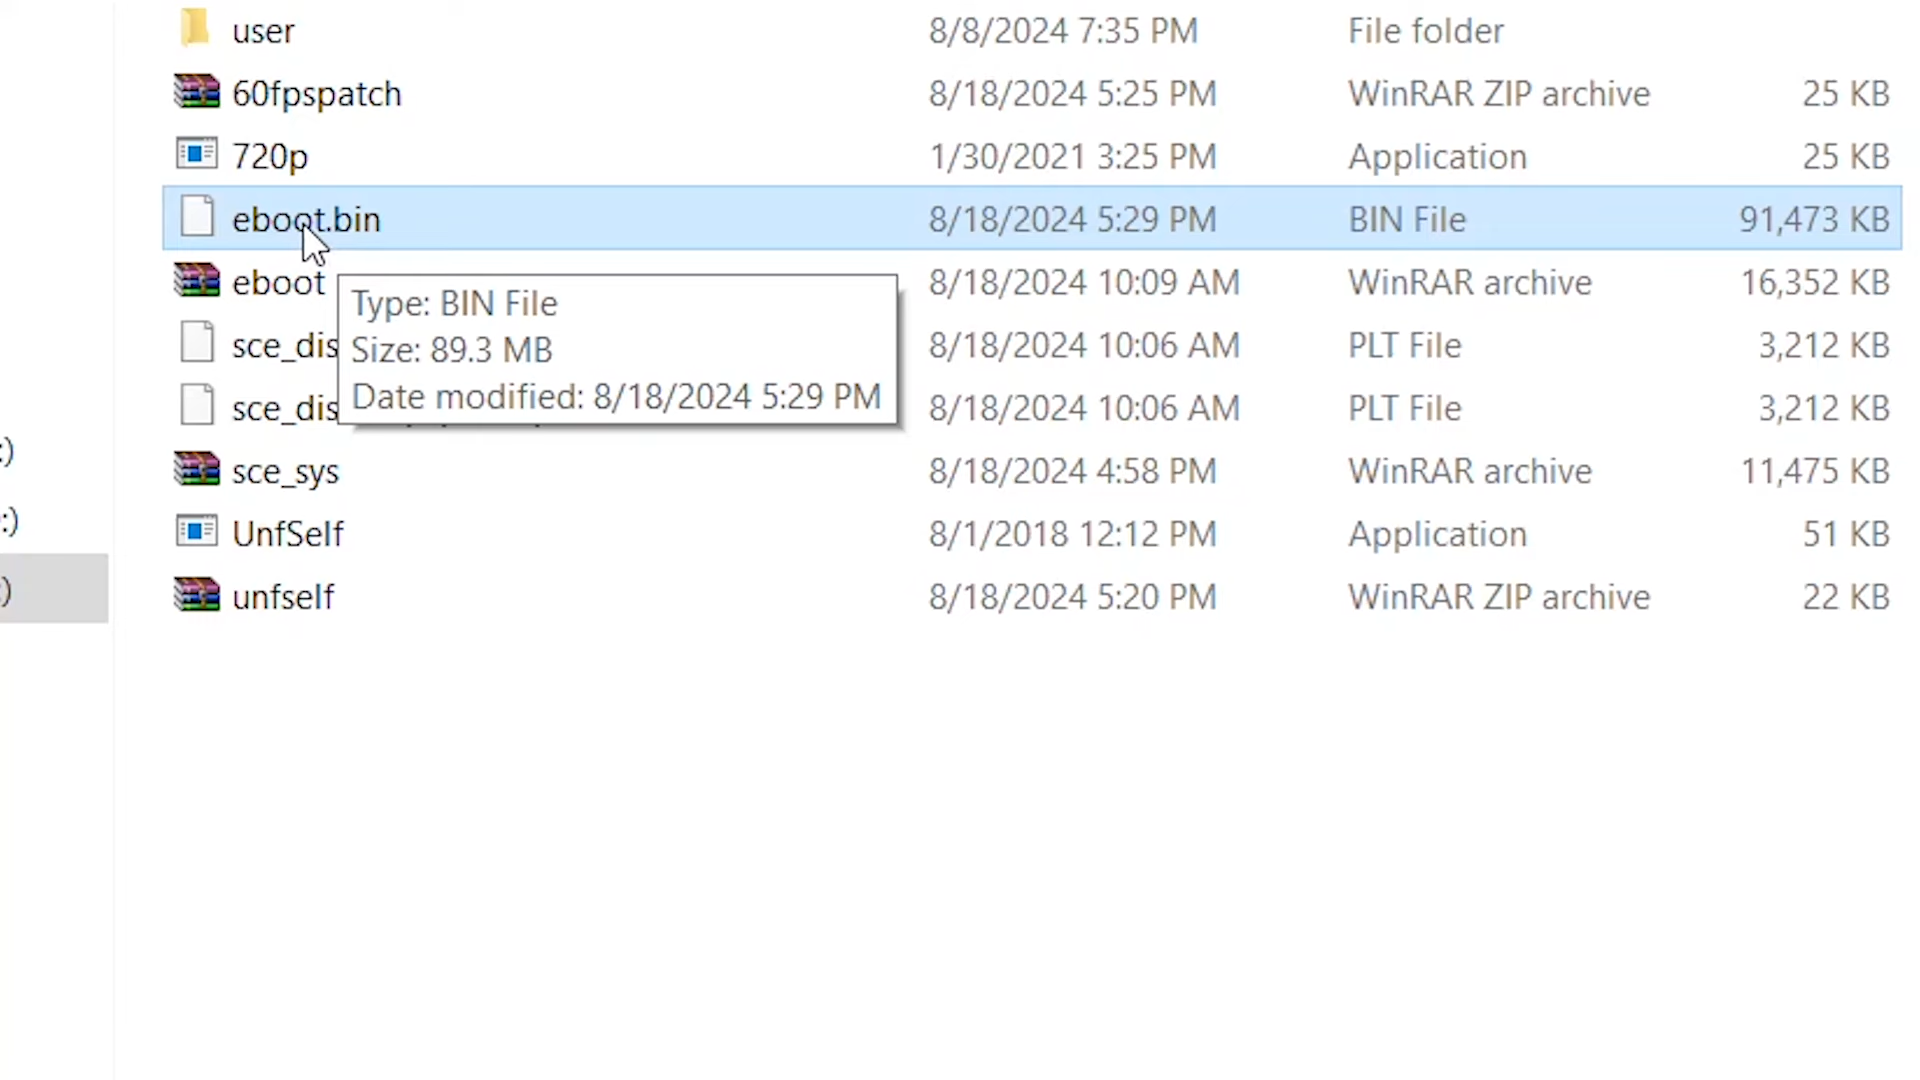 user 8/8/2024 7:35 PM File folder
60fpspatch 8/18/2024 5:25 PM WinRAR ZIP archive 25 KB
720p 1/30/2021 3:25 PM Application 25 KB
eboot.bin 8/18/2024 5:29 PM BIN File 91,473 KB
eboot 8/18/2024 10:09 AM WinRAR archive 16,352 KB
Type: BIN File
sce_dis 8/18/2024 10:06 AM PLT File 3,212 KB
Size: 89.3 MB
sce_dis 8/18/2024 10:06 AM PLT File 3,212 KB
Date modified: 8/18/2024 5:29 PM
:)
sce_sys 8/18/2024 4:58 PM WinRAR archive 11,475 KB
:)
UnfSelf 8/1/2018 12:12 PM Application 51 KB
:)
unfself 8/18/2024 5:20 PM WinRAR ZIP archive 22 KB